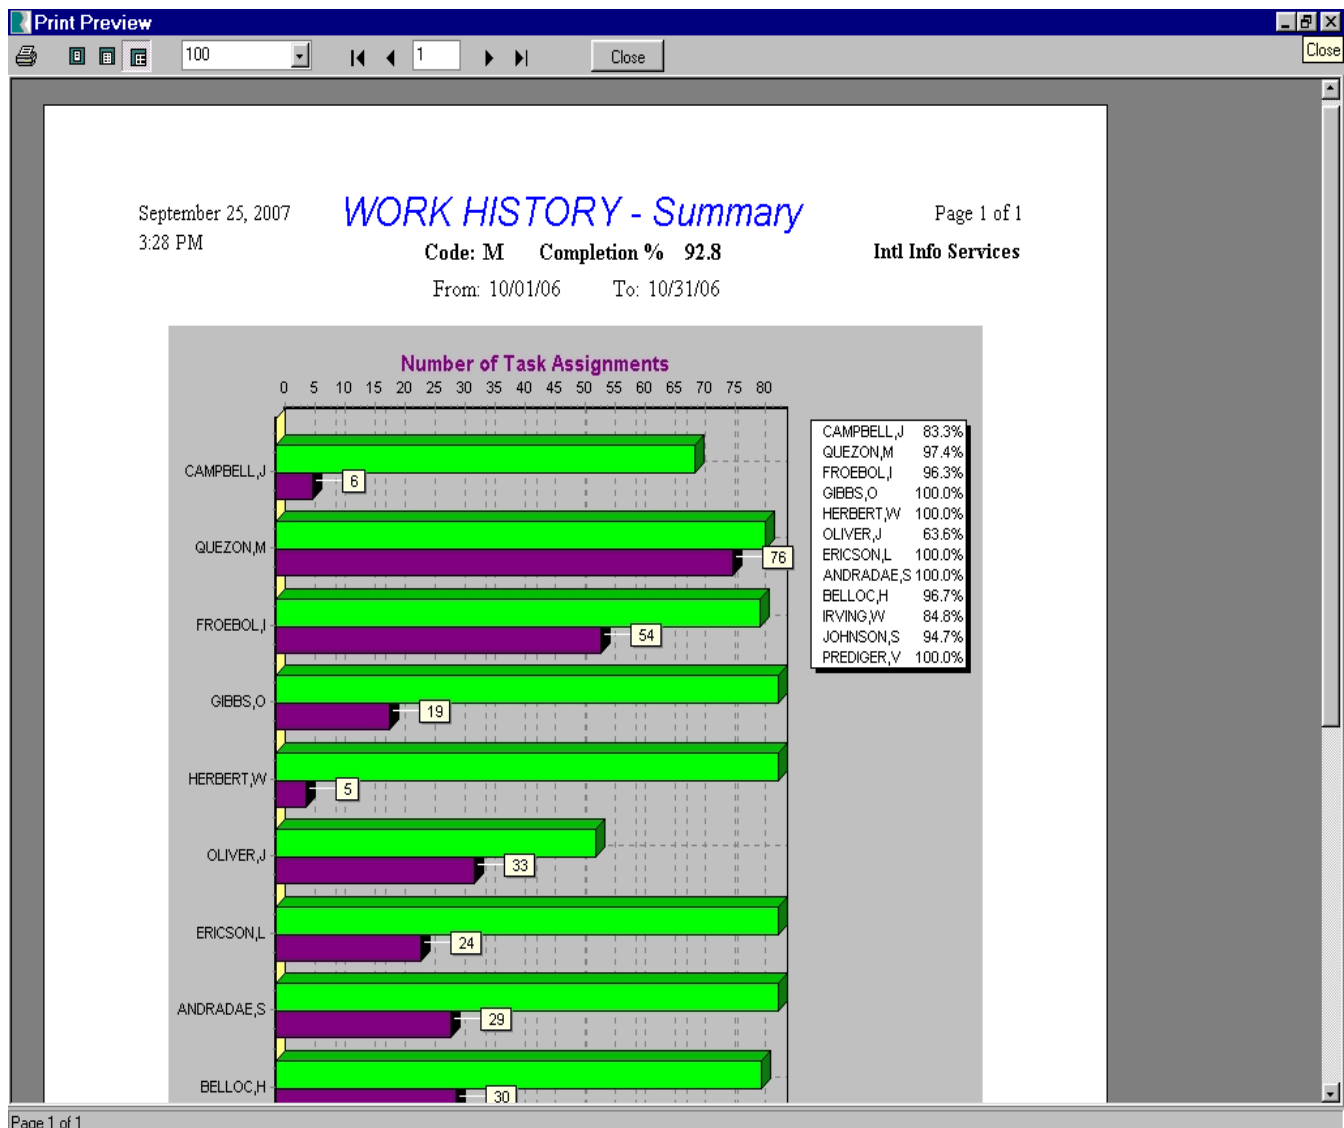 Print Preview
100
1
Close
Close
September 25, 2007
WORK HISTORY - Summary
Page 1 of 1
3:28 PM
Code: M Completion % 92.8
Intl Info Services
From: 10/01/06 To: 10/31/06
Number of Task Assignments
0 5 10 15 20 25 30 35 40 45 50 55 60 65 70 75 80
CAMPBELL,J
6
QUEZON,M
76
FROEBOL,I
54
GIBBS,O
19
HERBERT,W
5
OLIVER,J
33
ERICSON,L
24
ANDRADAE,S
29
BELLOC,H
30
CAMPBELL,J 83.3%
QUEZON,M 97.4%
FROEBOL,I 96.3%
GIBBS,O 100.0%
HERBERT,W 100.0%
OLIVER,J 63.6%
ERICSON,L 100.0%
ANDRADAE,S 100.0%
BELLOC,H 96.7%
IRVING,W 84.8%
JOHNSON,S 94.7%
PREDIGER,V 100.0%
Page 1 of 1